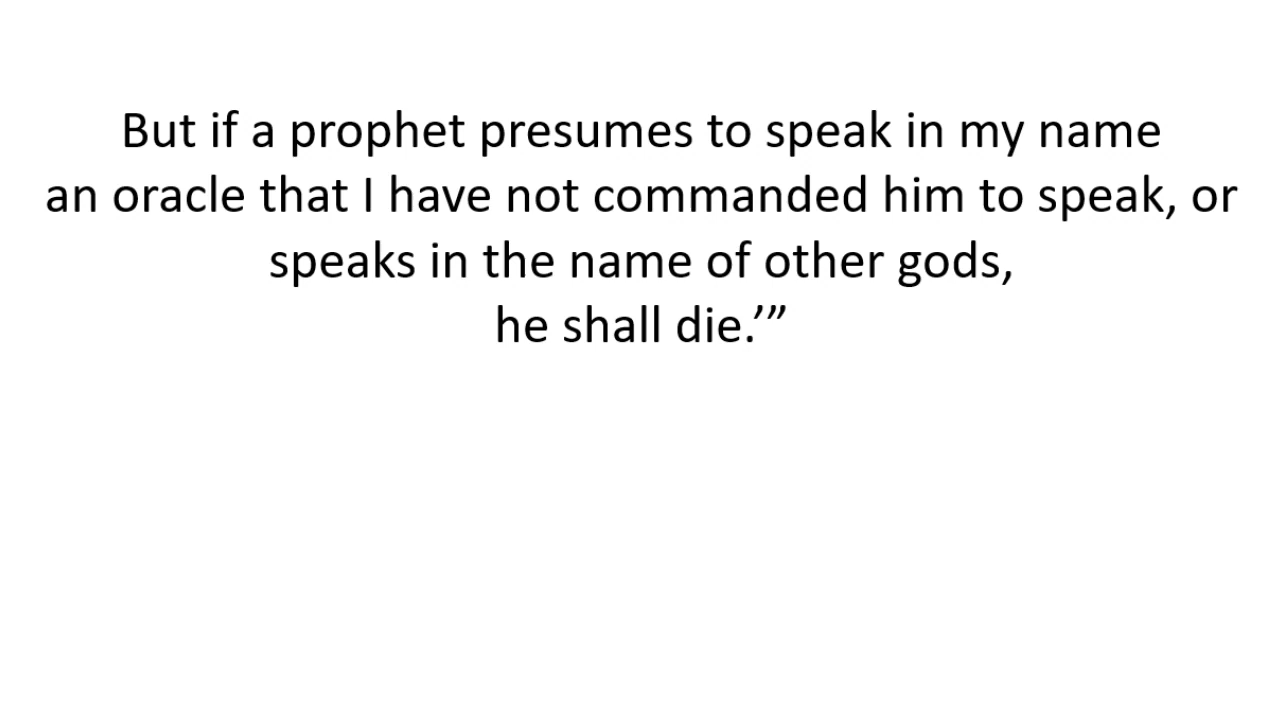 But if a prophet presumes to speak in my name
an oracle that I have not commanded him to speak, or
speaks in the name of other gods,
he shall die.’”